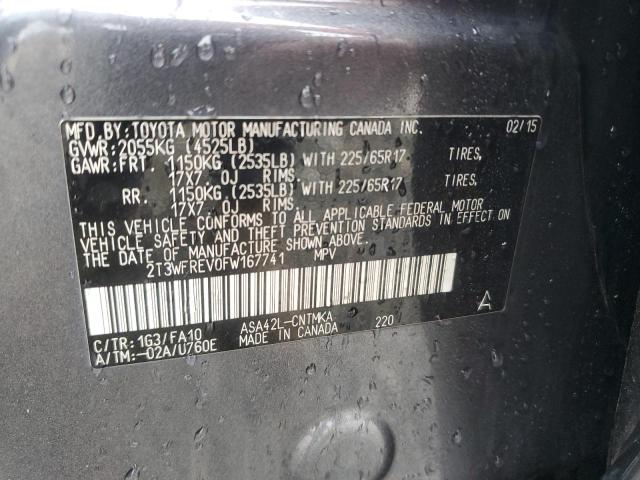 MFD.BY:TOYOTA MOTOR MANUFACTURING CANADA INC. 02/15
GVWR:2055KG (4525LB)
GAWR:FRT. 1150KG (2535LB) WITH 225/65R17 TIRES,
17X7 0J RIMS
RR. 1150KG (2535LB) WITH 225/65R17 TIRES,
17X7 0J RIMS
THIS VEHICLE CONFORMS TO ALL APPLICABLE FEDERAL MOTOR
VEHICLE SAFETY AND THEFT PREVENTION STANDARDS IN EFFECT ON
THE DATE OF MANUFACTURE SHOWN ABOVE.
2T3WFREV0FW167741 MPV
A
C/TR:1G3/FA10 ASA42L-CNTMKA 220
A/TM:-02A/U760E MADE IN CANADA